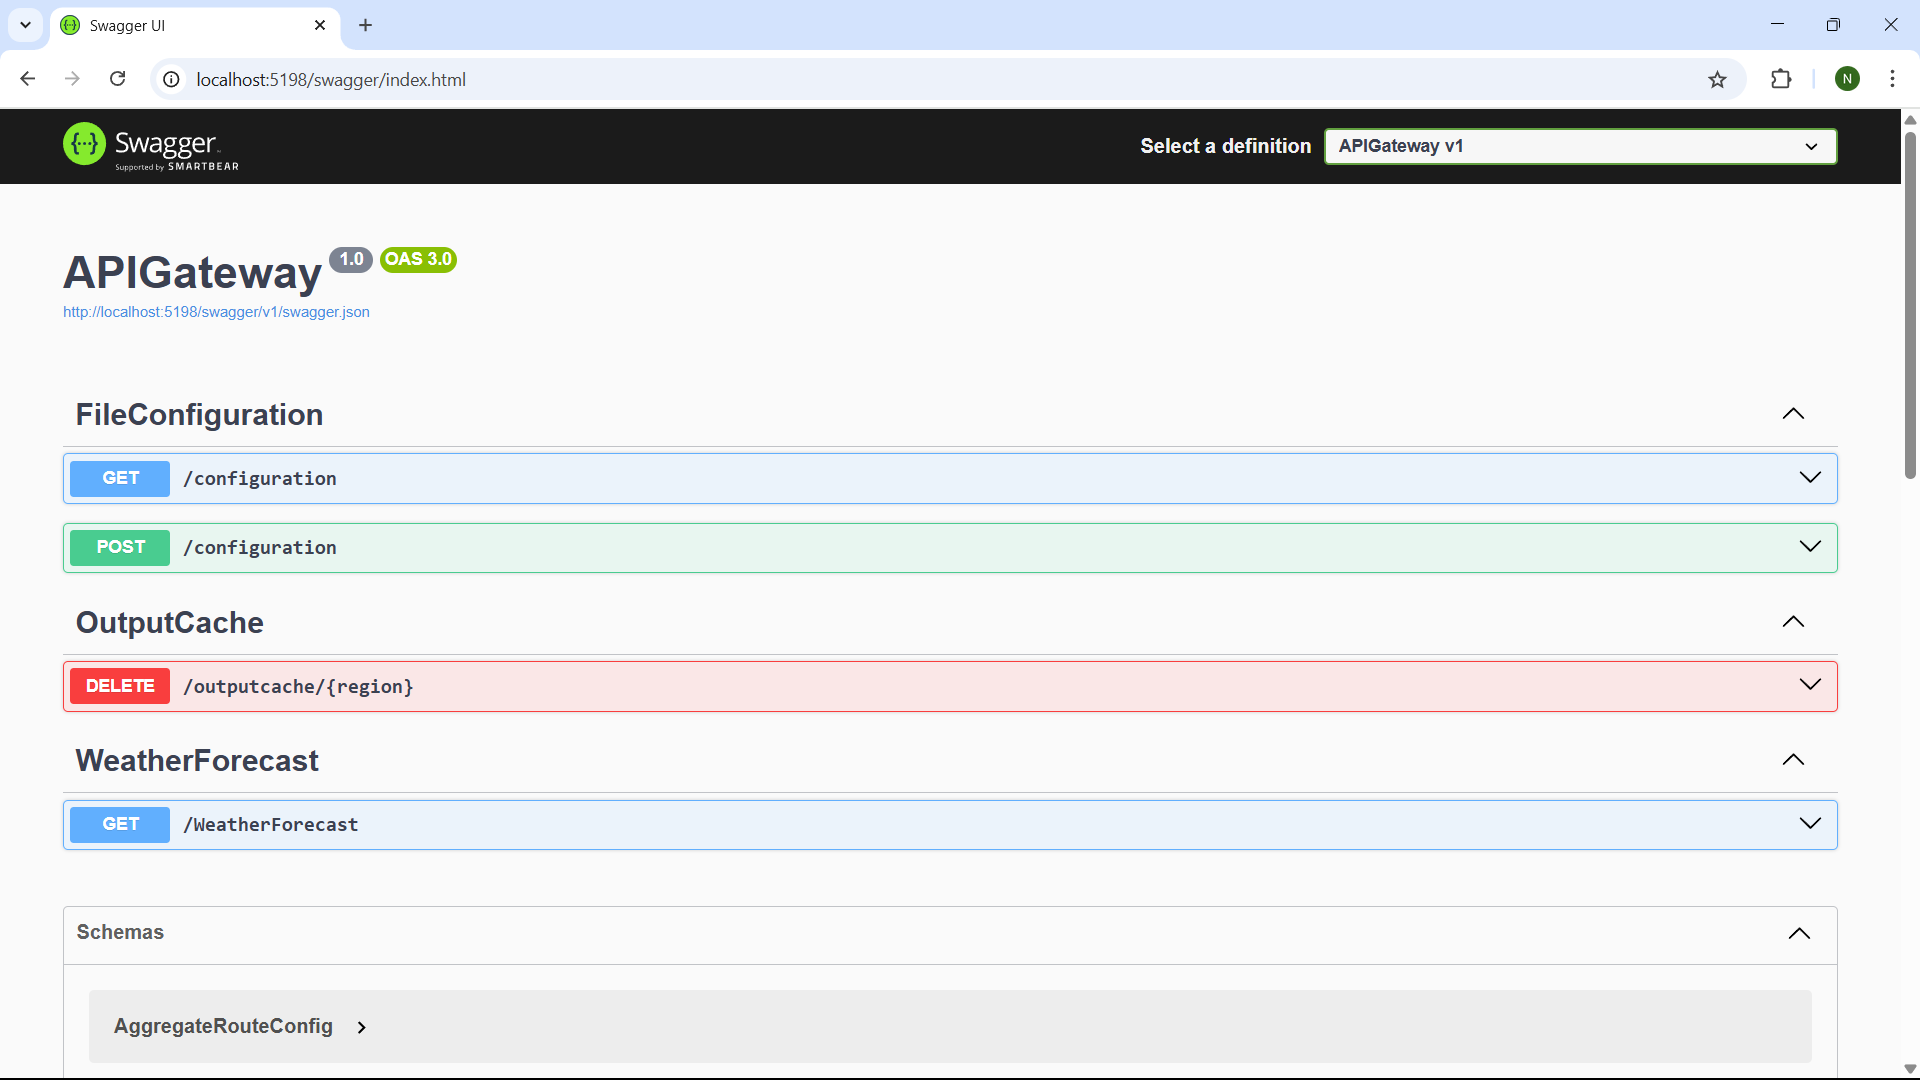 Swagger UI
localhost:5198/swagger/index.html
N
Swagger
Supported by SMARTBEAR
Select a definition
APIGateway v1
APIGateway 1.0 OAS 3.0
http://localhost:5198/swagger/v1/swagger.json
FileConfiguration
GET /configuration
POST /configuration
OutputCache
DELETE /outputcache/{region}
WeatherForecast
GET /WeatherForecast
Schemas
AggregateRouteConfig